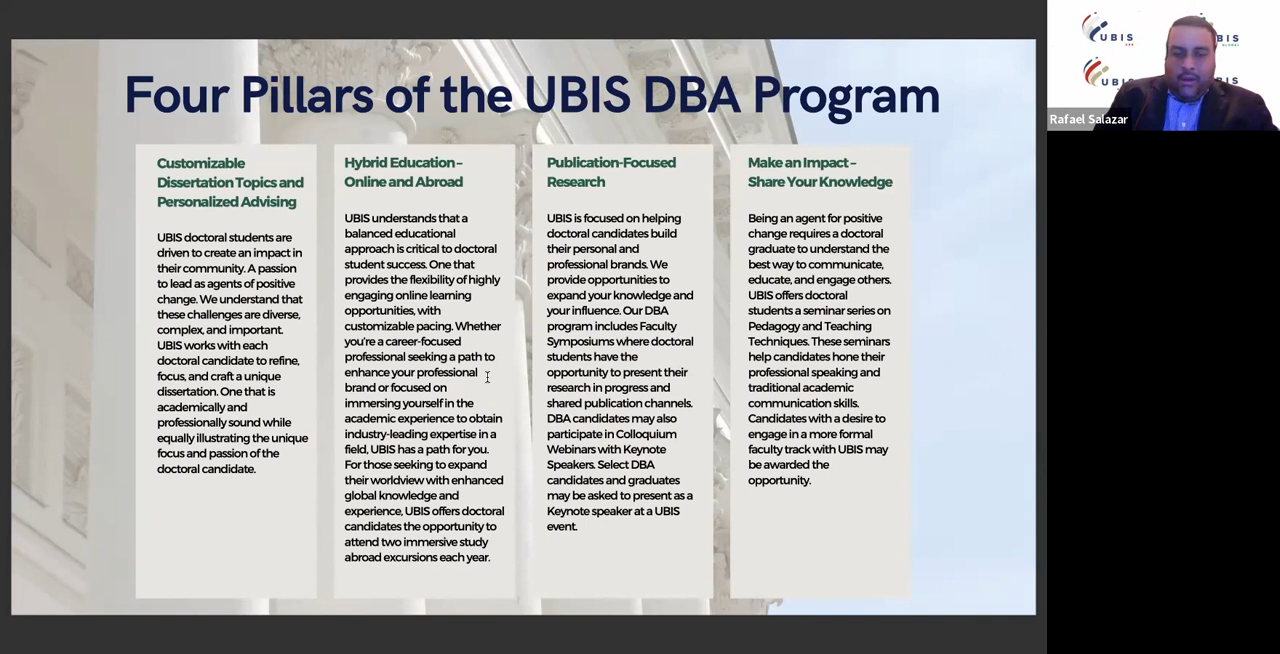 Four Pillars of the UBIS DBA Program
Customizable
Dissertation Topics and
Personalized Advising
UBIS doctoral students are
driven to create an impact in
their community. A passion
to lead as agents of positive
change. We understand that
these challenges are diverse,
complex, and important.
UBIS works with each
doctoral candidate to refine,
focus, and craft a unique
dissertation. One that is
academically and
professionally sound while
equally illustrating the unique
focus and passion of the
doctoral candidate.
Hybrid Education –
Online and Abroad
UBIS understands that a
balanced educational
approach is critical to doctoral
student success. One that
provides the flexibility of highly
engaging online learning
opportunities, with
customizable pacing. Whether
you're a career-focused
professional seeking a path to
enhance your professional
brand or focused on
immersing yourself in the
academic experience to obtain
industry-leading expertise in a
field, UBIS has a path for you.
For those seeking to expand
their worldview with enhanced
global knowledge and
experience, UBIS offers doctoral
candidates the opportunity to
attend two immersive study
abroad excursions each year.
Publication-Focused
Research
UBIS is focused on helping
doctoral candidates build
their personal and
professional brands. We
provide opportunities to
expand your knowledge and
your influence. Our DBA
program includes Faculty
Symposiums where doctoral
students have the
opportunity to present their
research in progress and
shared publication channels.
DBA candidates may also
participate in Colloquium
Webinars with Keynote
Speakers. Select DBA
candidates and graduates
may be asked to present as a
Keynote speaker at a UBIS
event.
Make an Impact –
Share Your Knowledge
Being an agent for positive
change requires a doctoral
graduate to understand the
best way to communicate,
educate, and engage others.
UBIS offers doctoral
students a seminar series on
Pedagogy and Teaching
Techniques. These seminars
help candidates hone their
professional speaking and
traditional academic
communication skills.
Candidates with a desire to
engage in a more formal
faculty track with UBIS may
be awarded the
opportunity.
UBIS
Rafael Salazar